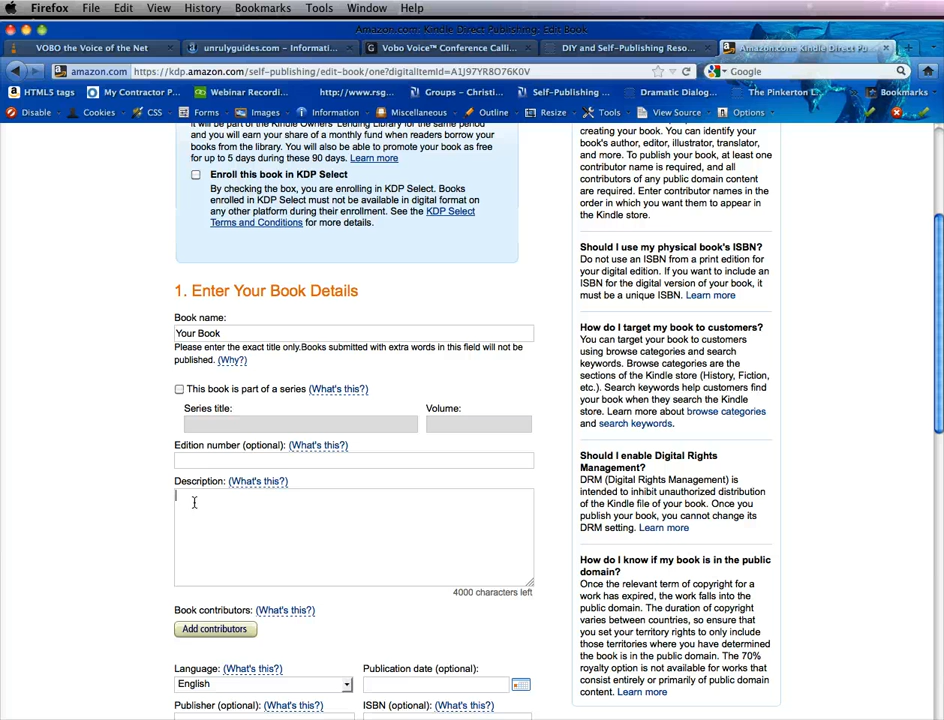 Firefox File Edit View History Bookmarks Tools Window Help
Amazon.com: Kindle Direct Publishing: Edit Book
VOBO the Voice of the Net
unrulyguides.com – Informati...
Vobo Voice™ Conference Calli...
DIY and Self-Publishing Reso...
Amazon.com: Kindle Direct Pu...
amazon.com https://kdp.amazon.com/self-publishing/edit-book/one?digitalItemId=A1J97YR8O76K0V
Google
HTML5 tags My Contractor P... Webinar Recordi... http://www.rsg... Groups – Christi... Self-Publishing ... Dramatic Dialog... The Pinkerton L... Bookmarks
Disable Cookies CSS Forms Images Information Miscellaneous Outline Resize Tools View Source Options
it will be part of the Kindle Owners' Lending Library for the same period
and you will earn your share of a monthly fund when readers borrow your
books from the library. You will also be able to promote your book as free
for up to 5 days during these 90 days. Learn more
Enroll this book in KDP Select
By checking the box, you are enrolling in KDP Select. Books
enrolled in KDP Select must not be available in digital format on
any other platform during their enrollment. See the KDP Select
Terms and Conditions for more details.
1. Enter Your Book Details
Book name:
Your Book
Please enter the exact title only.Books submitted with extra words in this field will not be
published. (Why?)
This book is part of a series (What's this?)
Series title:
Volume:
Edition number (optional): (What's this?)
Description: (What's this?)
4000 characters left
Book contributors: (What's this?)
Add contributors
Language: (What's this?)
Publication date (optional):
English
Publisher (optional): (What's this?)
ISBN (optional): (What's this?)
creating your book. You can identify your
book's author, editor, illustrator, translator,
and more. To publish your book, at least one
contributor name is required, and all
contributors of any public domain content
are required. Enter contributor names in the
order in which you want them to appear in
the Kindle store.
Should I use my physical book's ISBN?
Do not use an ISBN from a print edition for
your digital edition. If you want to include an
ISBN for the digital version of your book, it
must be a unique ISBN. Learn more
How do I target my book to customers?
You can target your book to customers
using browse categories and search
keywords. Browse categories are the
sections of the Kindle store (History, Fiction,
etc.). Search keywords help customers find
your book when they search the Kindle
store. Learn more about browse categories
and search keywords.
Should I enable Digital Rights
Management?
DRM (Digital Rights Management) is
intended to inhibit unauthorized distribution
of the Kindle file of your book. Once you
publish your book, you cannot change its
DRM setting. Learn more
How do I know if my book is in the public
domain?
Once the relevant term of copyright for a
work has expired, the work falls into the
public domain. The duration of copyright
varies between countries, so ensure that
you set your territory rights to only include
those territories where you have determined
the book is in the public domain. The 70%
royalty option is not available for works that
consist entirely or primarily of public domain
content. Learn more